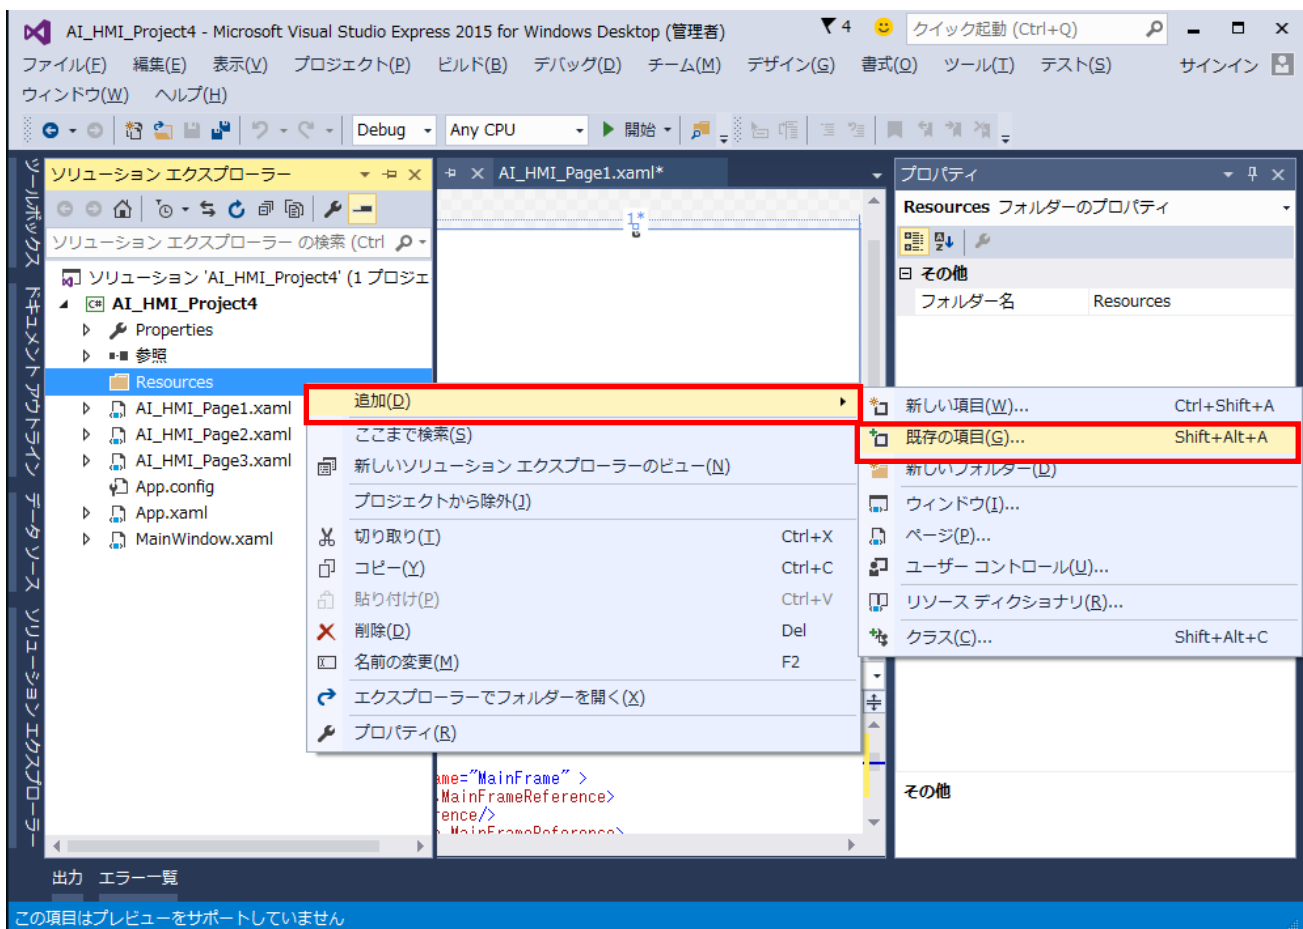 AI_HMI_Project4 - Microsoft Visual Studio Express 2015 for Windows Desktop (管理者)
4
クイック起動 (Ctrl+Q)
ファイル(F) 編集(E) 表示(V) プロジェクト(P) ビルド(B) デバッグ(D) チーム(M) デザイン(G) 書式(O) ツール(T) テスト(S) サインイン
ウィンドウ(W) ヘルプ(H)
Debug Any CPU 開始
ツールボックス
ドキュメント アウトライン
データ ソース
ソリューション エクスプローラー
ソリューション エクスプローラー
ソリューション エクスプローラー の検索 (Ctrl
ソリューション 'AI_HMI_Project4' (1 プロジェ
C# AI_HMI_Project4
Properties
参照
Resources
AI_HMI_Page1.xaml
AI_HMI_Page2.xaml
AI_HMI_Page3.xaml
App.config
App.xaml
MainWindow.xaml
AI_HMI_Page1.xaml*
1*
追加(D)
ここまで検索(S)
新しいソリューション エクスプローラーのビュー(N)
プロジェクトから除外(J)
切り取り(T) Ctrl+X
コピー(Y) Ctrl+C
貼り付け(P) Ctrl+V
削除(D) Del
名前の変更(M) F2
エクスプローラーでフォルダーを開く(X)
プロパティ(R)
新しい項目(W)... Ctrl+Shift+A
既存の項目(G)... Shift+Alt+A
新しいフォルダー(D)
ウィンドウ(I)...
ページ(P)...
ユーザー コントロール(U)...
リソース ディクショナリ(R)...
クラス(C)... Shift+Alt+C
ame="MainFrame" >
.MainFrameReference>
rence/>
.MainFrameReference>
プロパティ
Resources フォルダーのプロパティ
その他
フォルダー名 Resources
その他
出力 エラー一覧
この項目はプレビューをサポートしていません